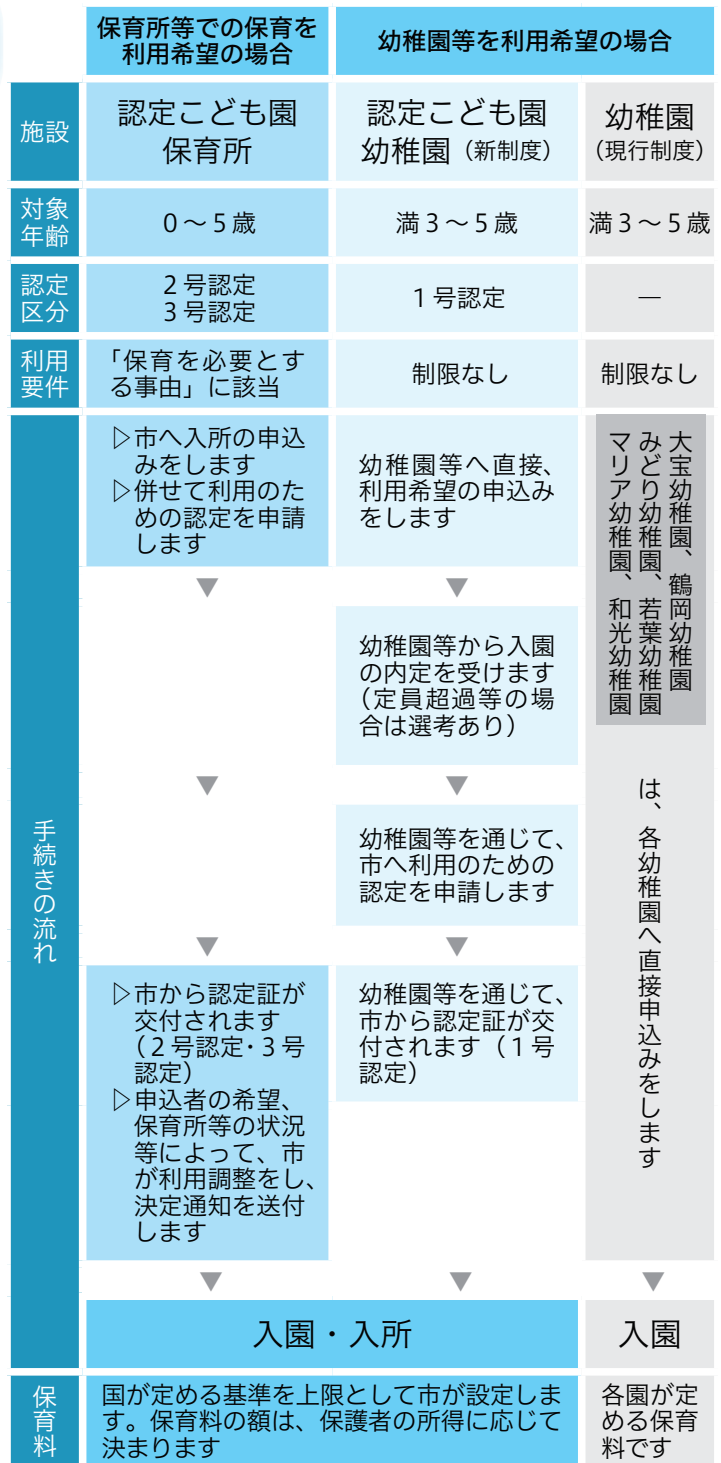 保育所等での保育を
利用希望の場合
幼稚園等を利用希望の場合
施設
認定こども園
保育所
認定こども園
幼稚園（新制度）
幼稚園
（現行制度）
対象
年齢
0～5歳
満3～5歳
満3～5歳
認定
区分
2号認定
3号認定
1号認定
―
利用
要件
「保育を必要とす
る事由」に該当
制限なし
制限なし
手続きの流れ
▷市へ入所の申込
みをします
▷併せて利用のた
めの認定を申請
します
▼
▼
▼
市から認定証が
交付されます
（2号認定・3号
認定）
▷申込者の希望、
保育所等の状況
等によって、市
が利用調整をし、
決定通知を送付
します
▼
幼稚園等へ直接、
利用希望の申込み
をします
▼
幼稚園等から入園
の内定を受けます
（定員超過等の場
合は選考あり）
▼
幼稚園等を通じて、
市へ利用のための
認定を申請します
▼
幼稚園等を通じて、
市から認定証が交
付されます（1号
認定）
▼
大宝幼稚園、鶴岡幼稚園
みどり幼稚園、若葉幼稚園
マリア幼稚園、和光幼稚園
は、各幼稚園へ直接申込みをします
▼
入園・入所
入園
保育料
国が定める基準を上限として市が設定しま
す。保育料の額は、保護者の所得に応じて
決まります
各園が定
める保育
料です